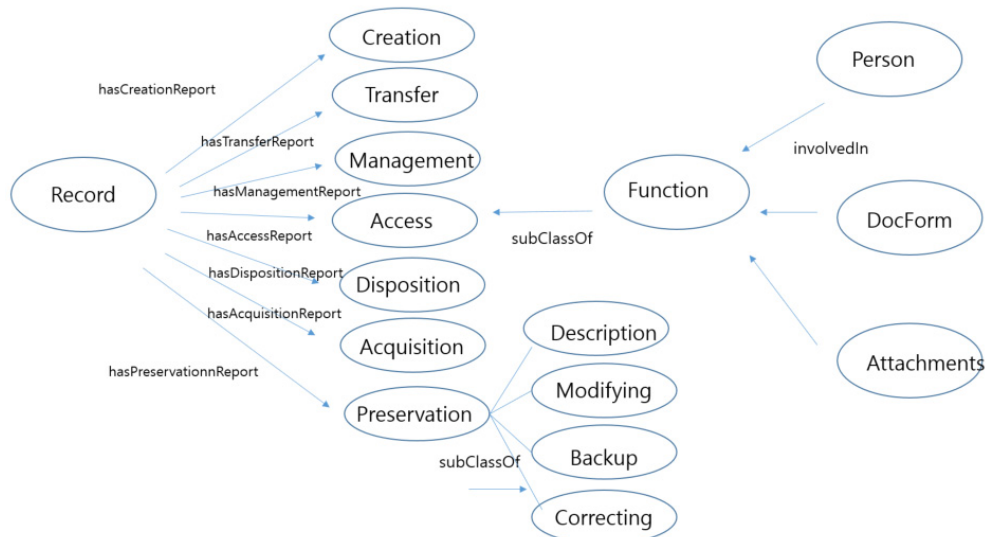 Creation
Person
hasCreationReport
Transfer
hasTransferReport
involvedIn
Management
Record
hasManagementReport
Function
Access
DocForm
hasAccessReport
subClassOf
hasDispositionReport
Disposition
hasAcquisitionReport
Description
Acquisition
Attachments
hasPreservationnReport
Modifying
Preservation
subClassOf
Backup
Correcting